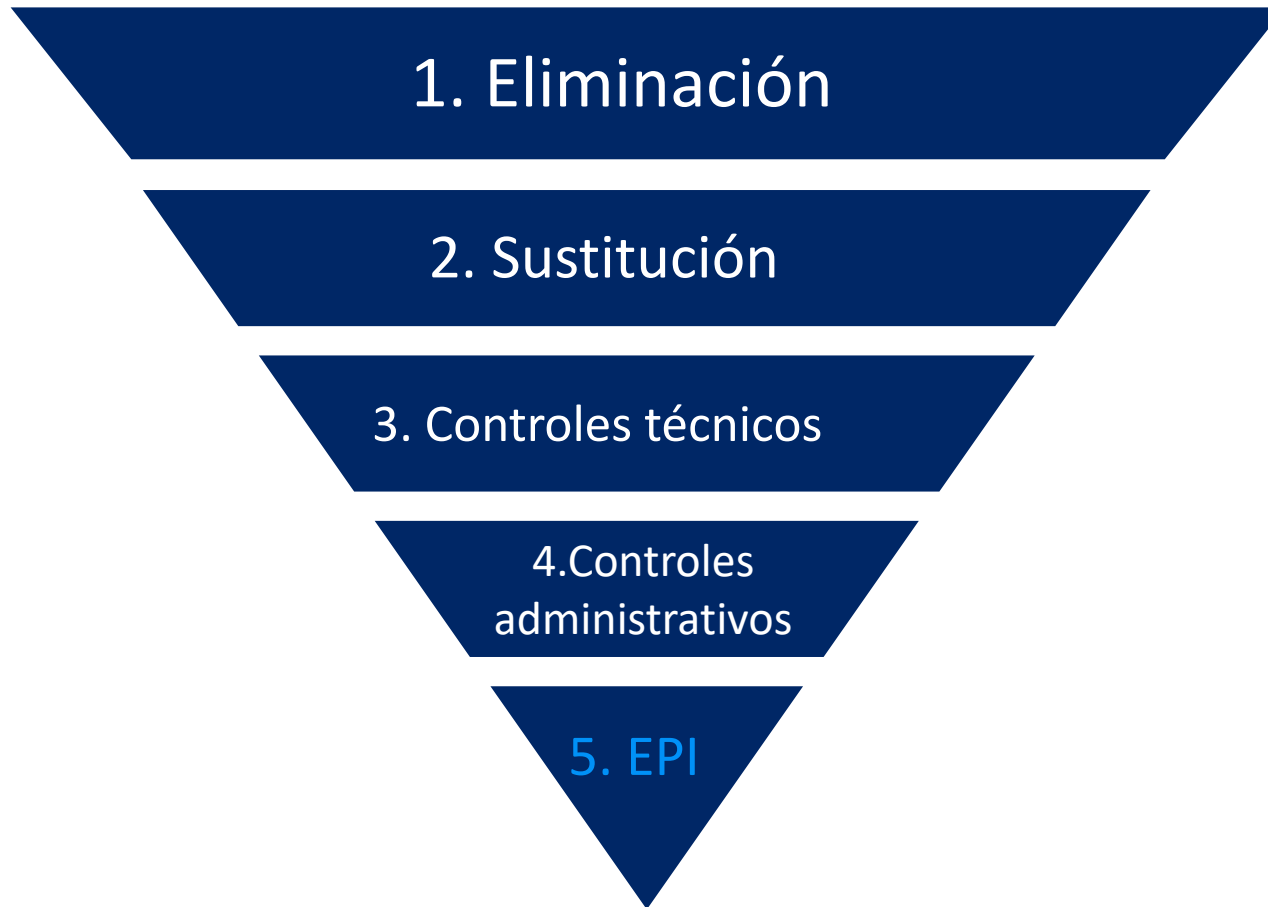 1. Eliminación
2. Sustitución
3. Controles técnicos
4.Controles
administrativos
5. EPI